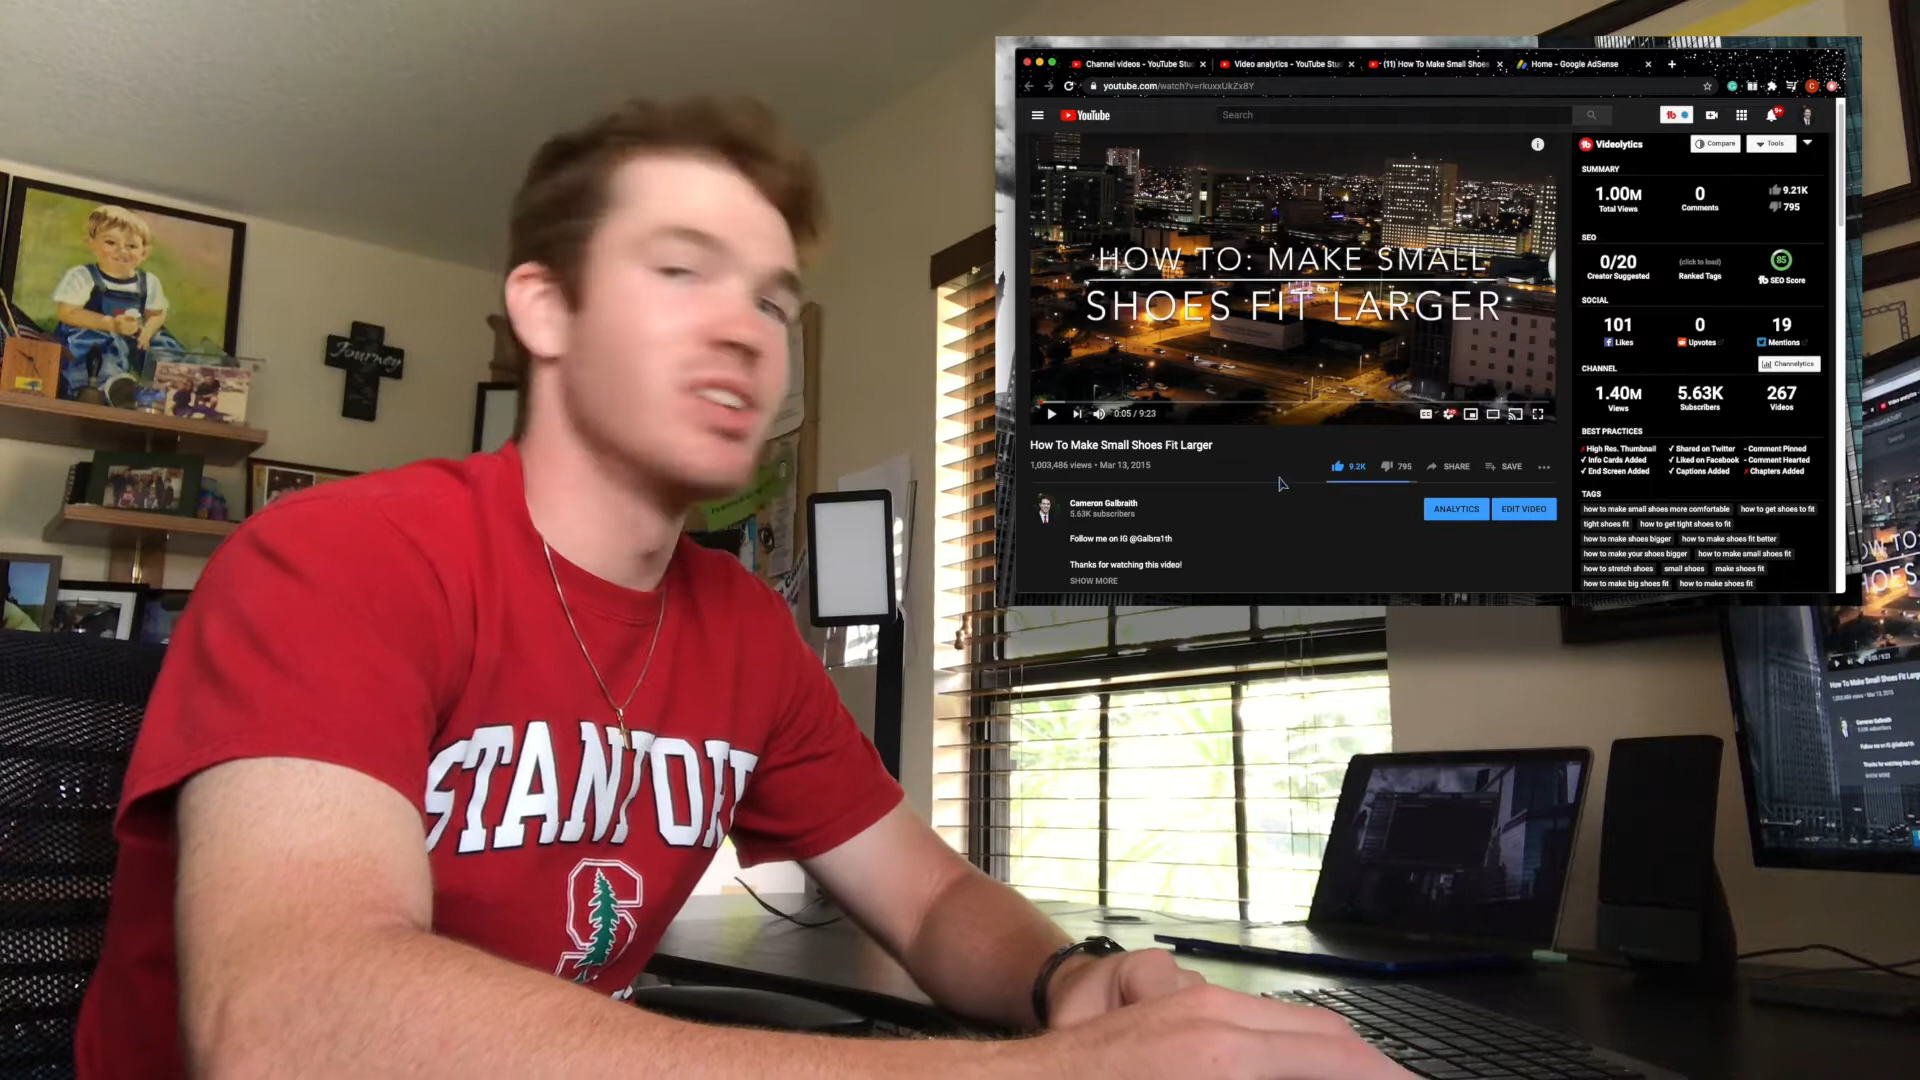 Journey
STANFORD
Channel videos - YouTube Stu
Video analytics - YouTube Stu
(11) How To Make Small Shoes
Home - Google AdSense
youtube.com/watch?v=rkuxxUkZx8Y
YouTube
Search
9+
HOW TO: MAKE SMALL
SHOES FIT LARGER
0:05 / 9:23
How To Make Small Shoes Fit Larger
1,003,486 views • Mar 13, 2015
9.2K
795
SHARE
SAVE
Cameron Galbraith
5.63K subscribers
ANALYTICS
EDIT VIDEO
Follow me on IG @Galbra1th
Thanks for watching this video!
SHOW MORE
Videolytics
Compare
Tools
SUMMARY
1.00M
0
9.21K
795
Total Views
Comments
SEO
0/20
(click to load)
85
Creator Suggested
Ranked Tags
SEO Score
SOCIAL
101
0
19
Likes
Upvotes
Mentions
CHANNEL
Channelytics
1.40M
5.63K
267
Views
Subscribers
Videos
BEST PRACTICES
✗ High Res. Thumbnail
✓ Shared on Twitter
- Comment Pinned
✓ Info Cards Added
✓ Liked on Facebook
- Comment Hearted
✓ End Screen Added
✓ Captions Added
✗ Chapters Added
TAGS
how to make small shoes more comfortable
how to get shoes to fit
tight shoes fit
how to get tight shoes to fit
how to make shoes bigger
how to make shoes fit better
how to make your shoes bigger
how to make small shoes fit
how to stretch shoes
small shoes
make shoes fit
how to make big shoes fit
how to make shoes fit